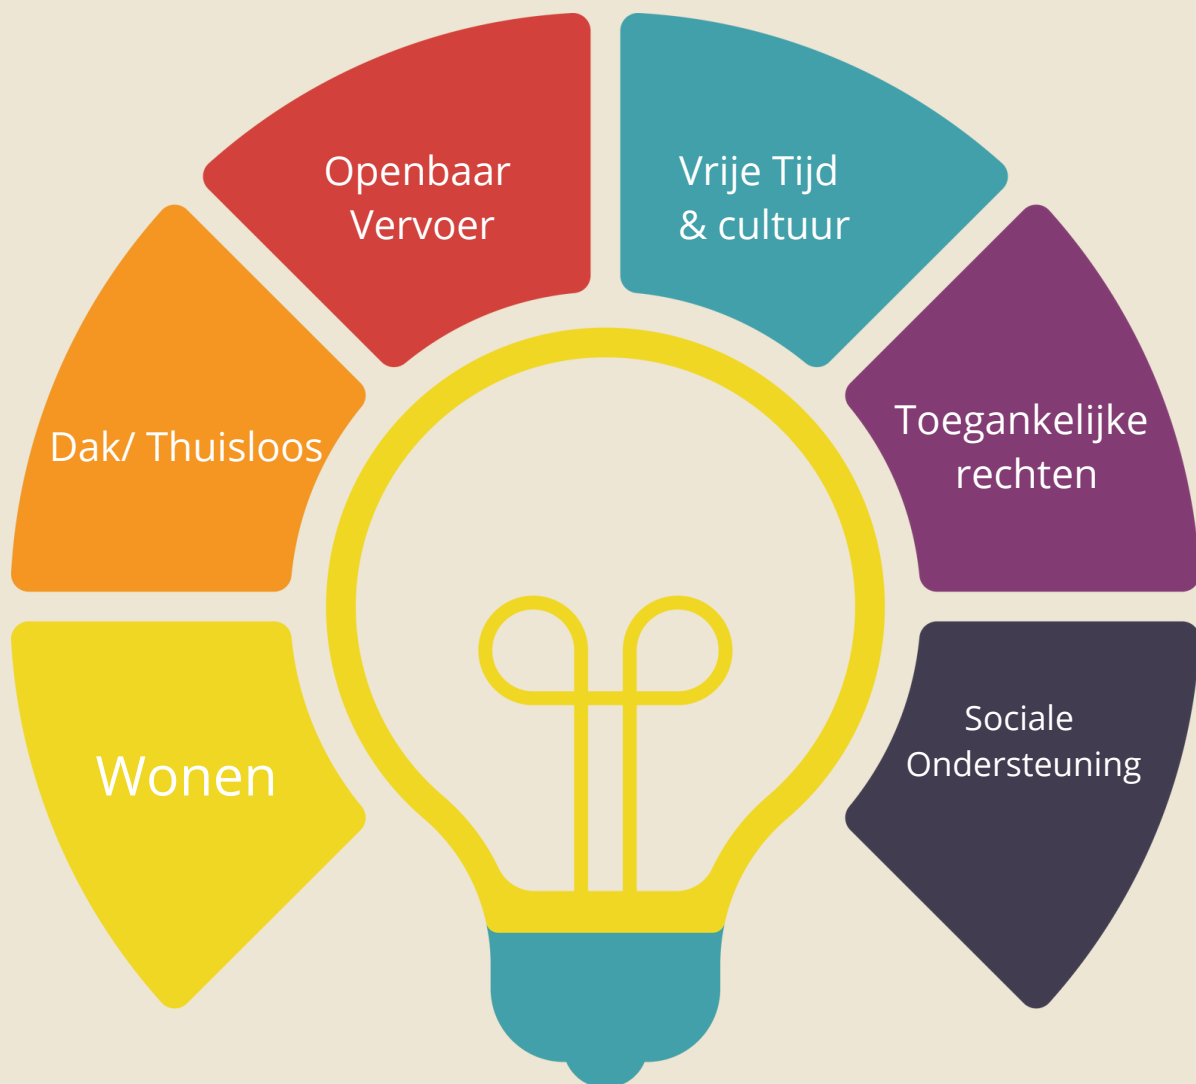 Openbaar
Vervoer
Vrije Tijd
& cultuur
Dak/ Thuisloos
Toegankelijke
rechten
Wonen
Sociale
Ondersteuning